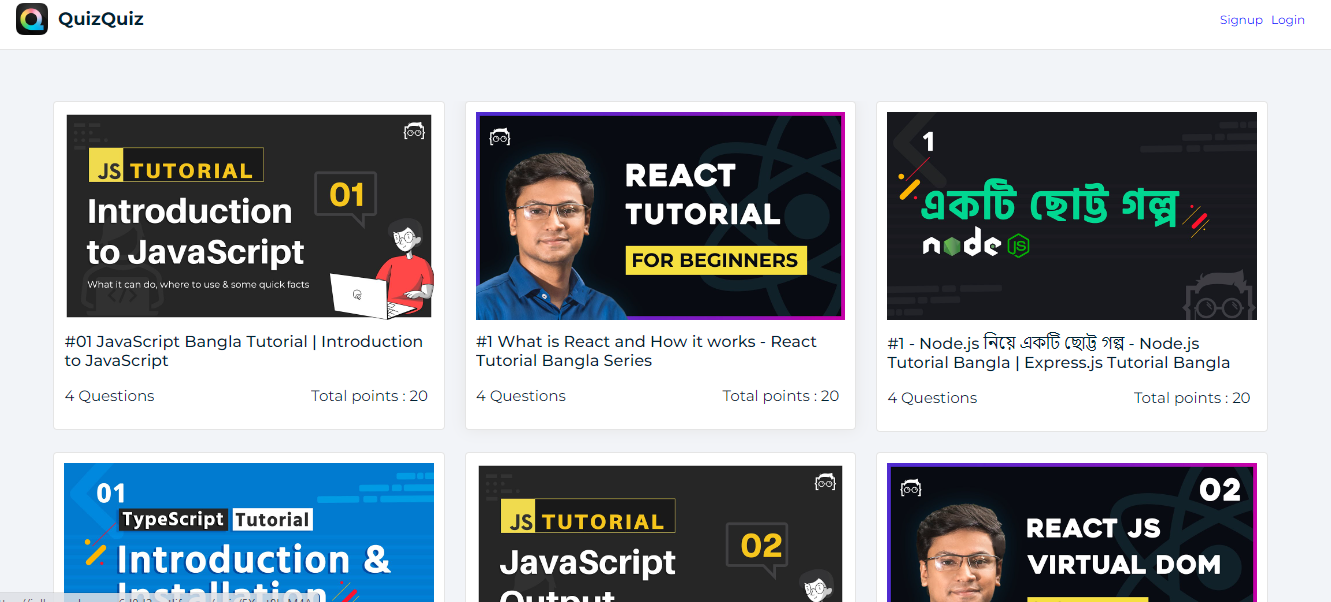 QuizQuiz
Signup Login
JS TUTORIAL
01
Introduction
to JavaScript
What it can do, where to use & some quick facts
#01 JavaScript Bangla Tutorial | Introduction
to JavaScript
4 Questions
Total points : 20
REACT
TUTORIAL
FOR BEGINNERS
#1 What is React and How it works - React
Tutorial Bangla Series
4 Questions
Total points : 20
1
একটি ছোট্ট গল্প
node JS
#1 - Node.js নিয়ে একটি ছোট্ট গল্প - Node.js
Tutorial Bangla | Express.js Tutorial Bangla
4 Questions
Total points : 20
01
TypeScript Tutorial
Introduction &
Installation
JS TUTORIAL
02
JavaScript
Output
02
REACT JS
VIRTUAL DOM